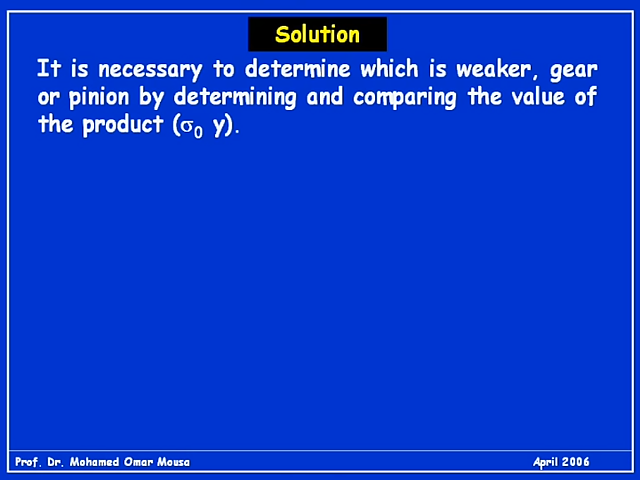 Solution
It is necessary to determine which is weaker, gear
or pinion by determining and comparing the value of
the product (σ₀ y).
Prof. Dr. Mohamed Omar Mousa
April 2006